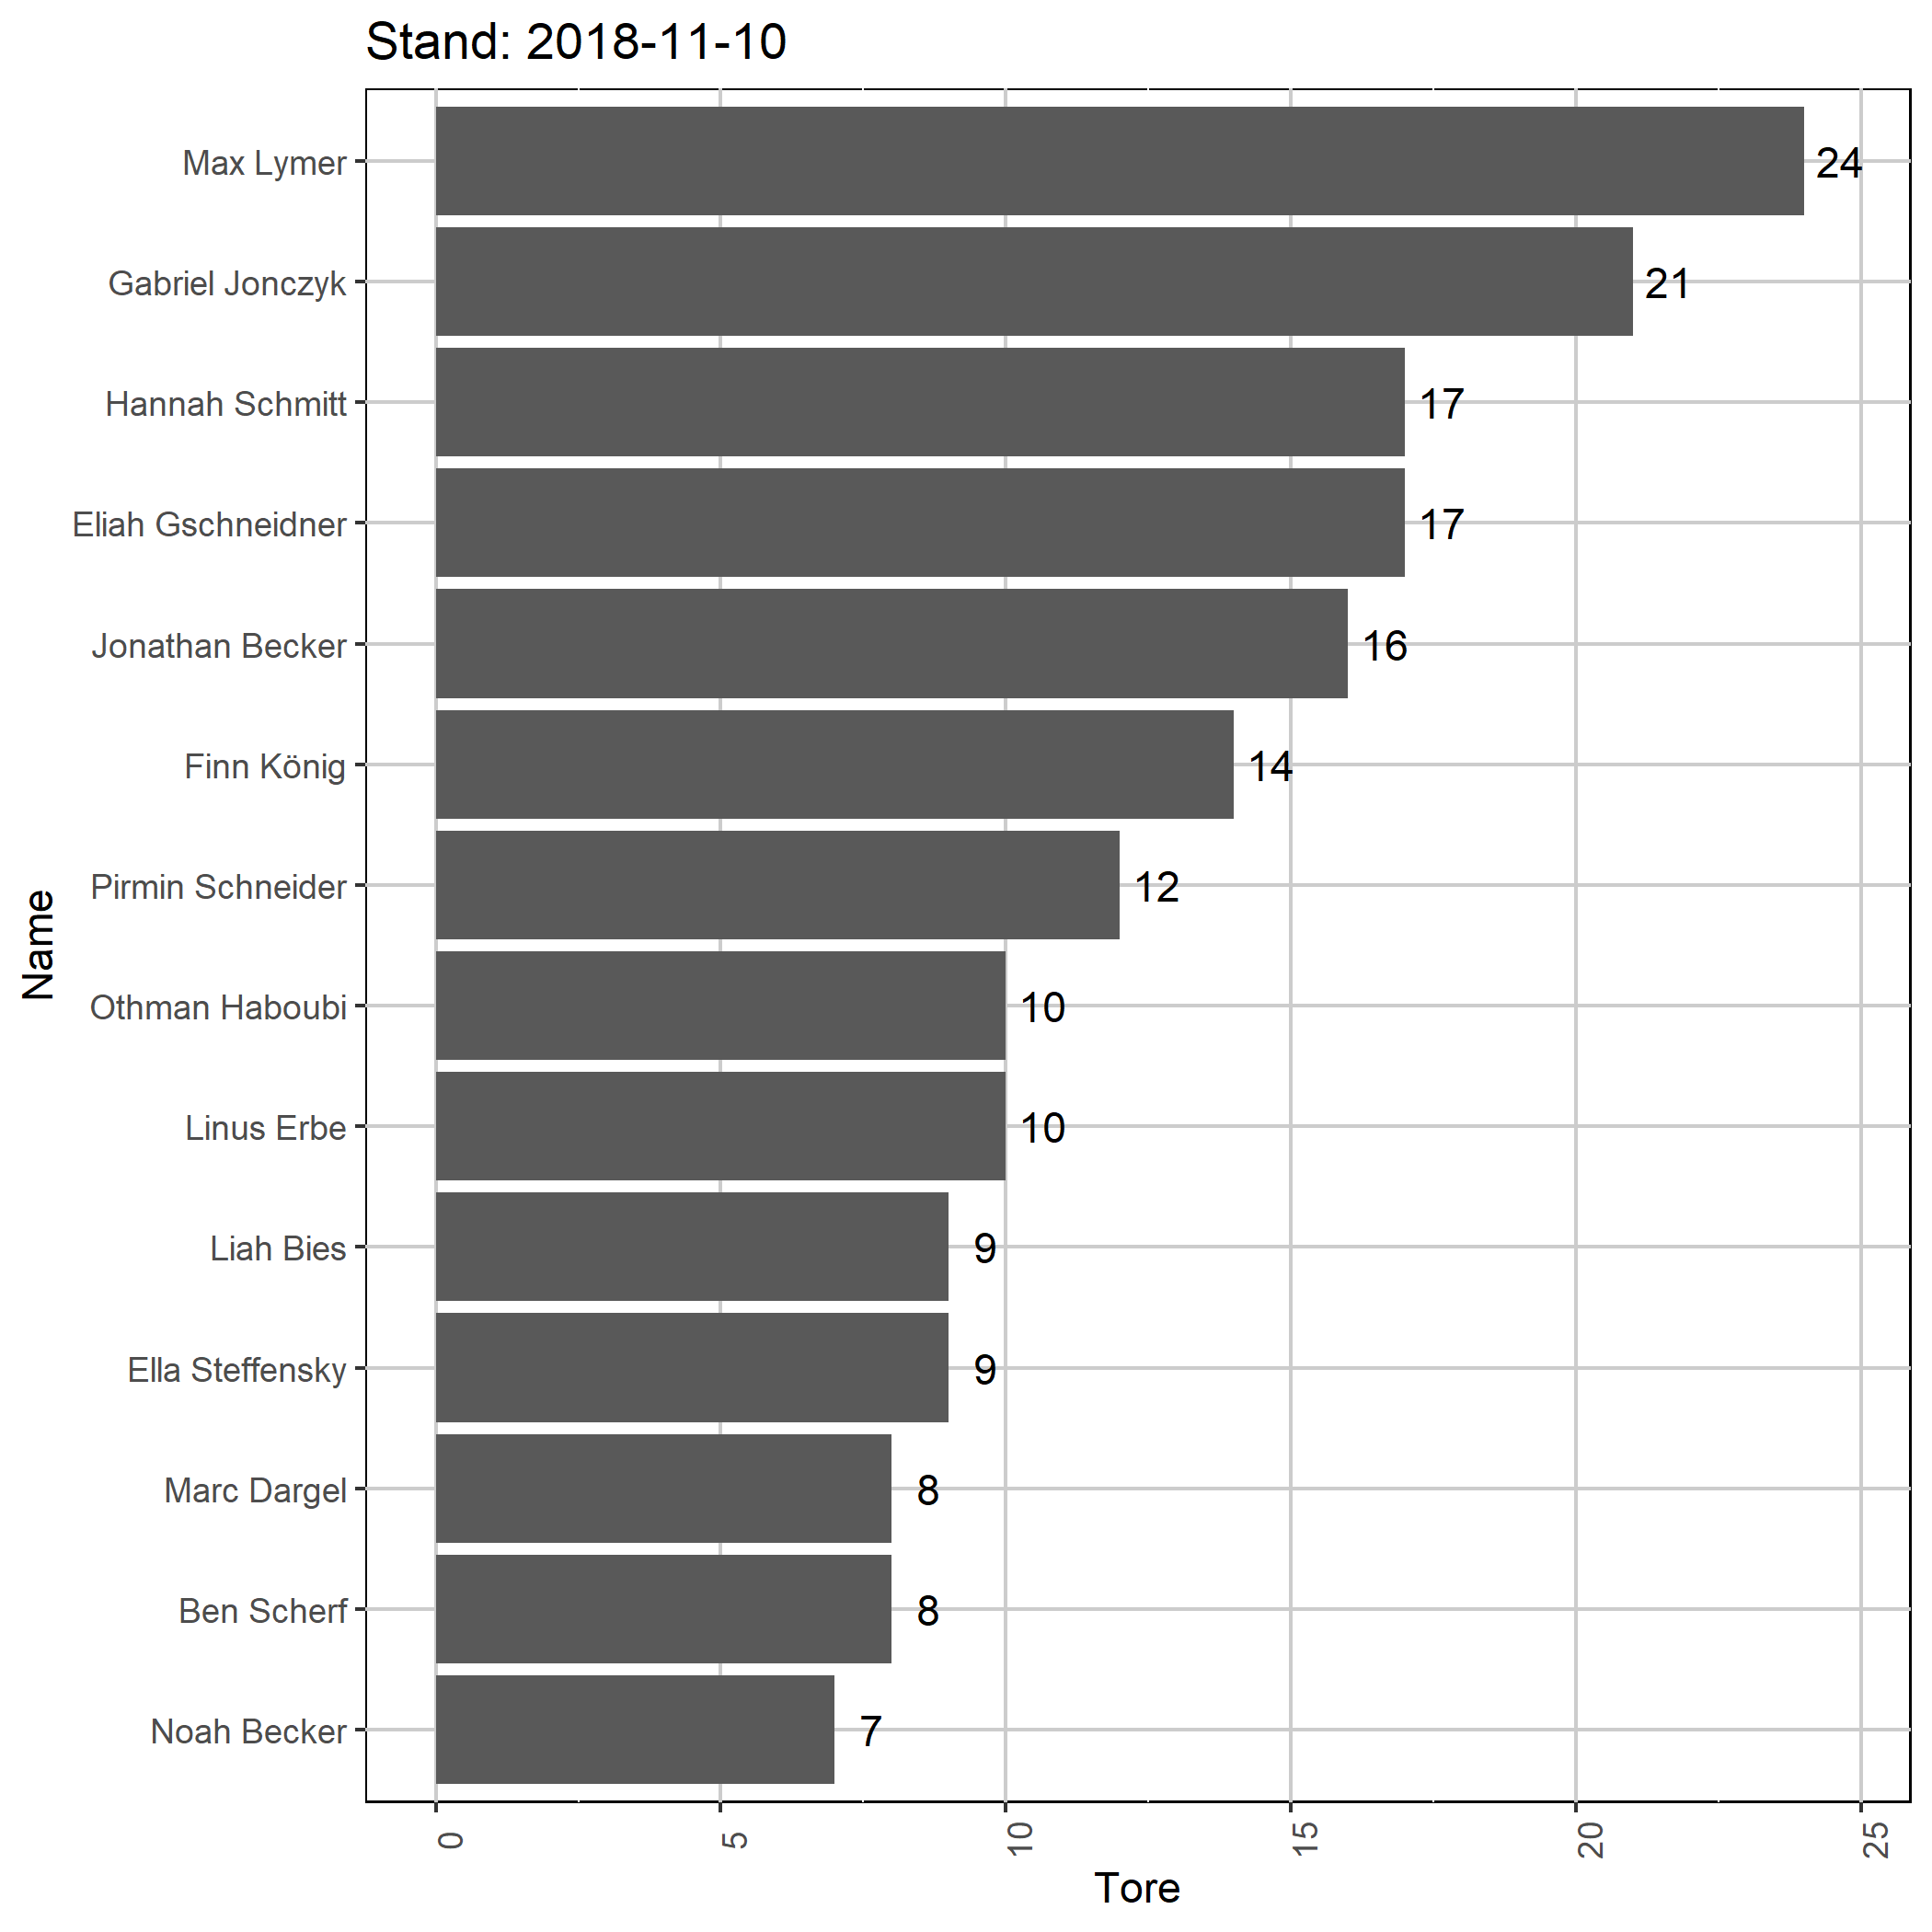 Stand: 2018-11-10
Max Lymer 24
Gabriel Jonczyk 21
Hannah Schmitt 17
Eliah Gschneidner 17
Jonathan Becker 16
Finn König 14
Pirmin Schneider 12
Othman Haboubi 10
Linus Erbe 10
Liah Bies 9
Ella Steffensky 9
Marc Dargel 8
Ben Scherf 8
Noah Becker 7
Name
0 5 10 15 20 25
Tore